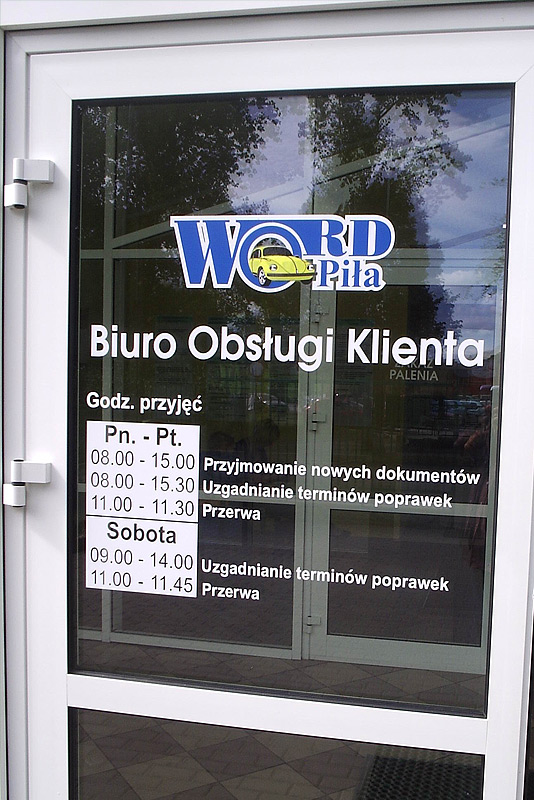 WORD
Piła
Biuro Obsługi Klienta
ZAKAZ
PALENIA
Godz. przyjęć
Pn. - Pt.
08.00 - 15.00 Przyjmowanie nowych dokumentów
08.00 - 15.30 Uzgadnianie terminów poprawek
11.00 - 11.30 Przerwa
Sobota
09.00 - 14.00 Uzgadnianie terminów poprawek
11.00 - 11.45 Przerwa